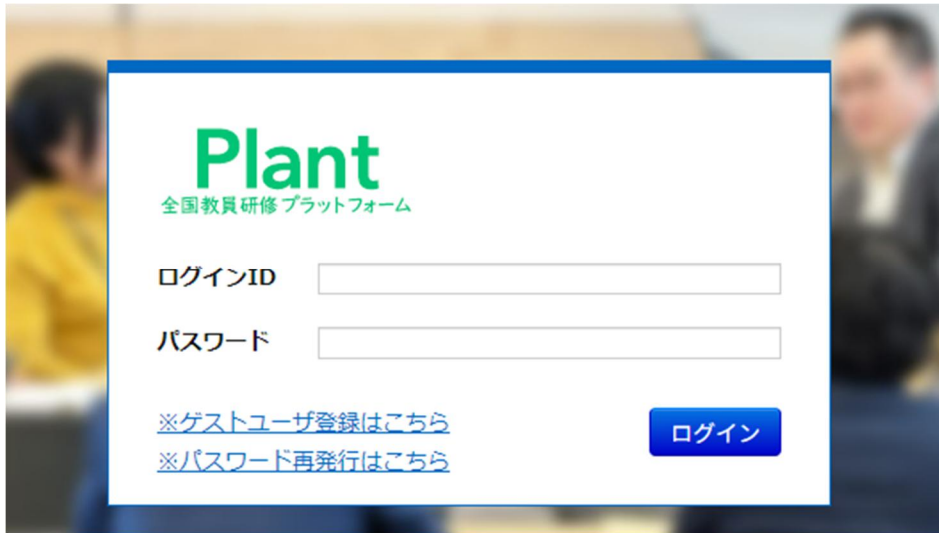 Plant
全国教員研修プラットフォーム
ログインID
パスワード
※ゲストユーザ登録はこちら
※パスワード再発行はこちら
ログイン